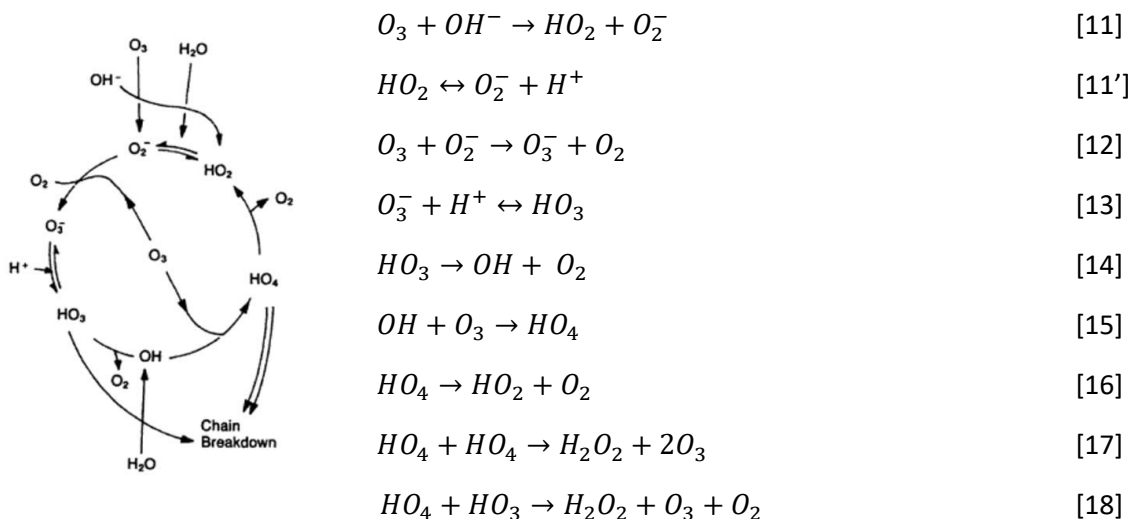 O₃
H₂O
OH⁻
O₂⁻
HO₂
O₂
O₂
O₃⁻
O₃
H⁺
HO₄
HO₃
OH
O₂
Chain
Breakdown
H₂O
O₃ + OH⁻ → HO₂ + O₂⁻ [11]
HO₂ ↔ O₂⁻ + H⁺ [11']
O₃ + O₂⁻ → O₃⁻ + O₂ [12]
O₃⁻ + H⁺ ↔ HO₃ [13]
HO₃ → OH + O₂ [14]
OH + O₃ → HO₄ [15]
HO₄ → HO₂ + O₂ [16]
HO₄ + HO₄ → H₂O₂ + 2O₃ [17]
HO₄ + HO₃ → H₂O₂ + O₃ + O₂ [18]